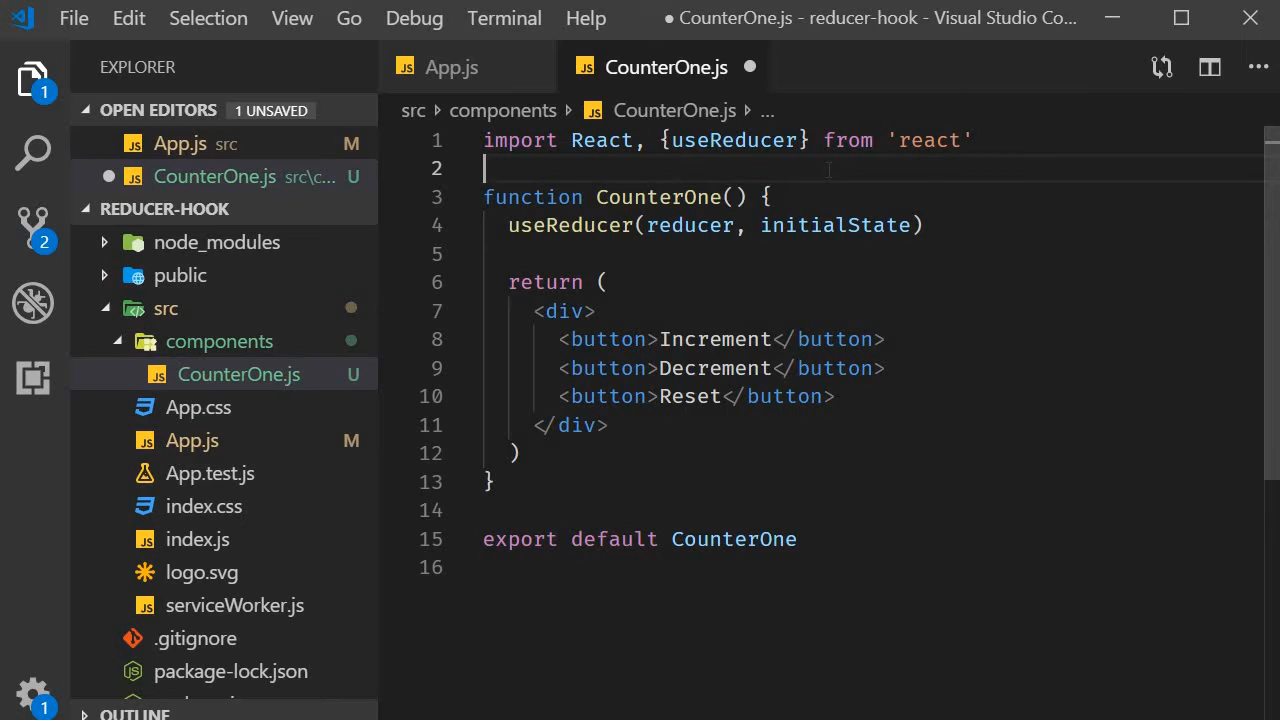 File Edit Selection View Go Debug Terminal Help ● CounterOne.js - reducer-hook - Visual Studio Co...
EXPLORER
OPEN EDITORS 1 UNSAVED
App.js src M
CounterOne.js src\c... U
REDUCER-HOOK
node_modules
public
src
components
CounterOne.js U
App.css
App.js M
App.test.js
index.css
index.js
logo.svg
serviceWorker.js
.gitignore
package-lock.json
OUTLINE
1
2
1
App.js CounterOne.js
src components CounterOne.js ...
1 import React, {useReducer} from 'react'
2
3 function CounterOne() {
4 useReducer(reducer, initialState)
5
6 return (
7 <div>
8 <button>Increment</button>
9 <button>Decrement</button>
10 <button>Reset</button>
11 </div>
12 )
13 }
14
15 export default CounterOne
16